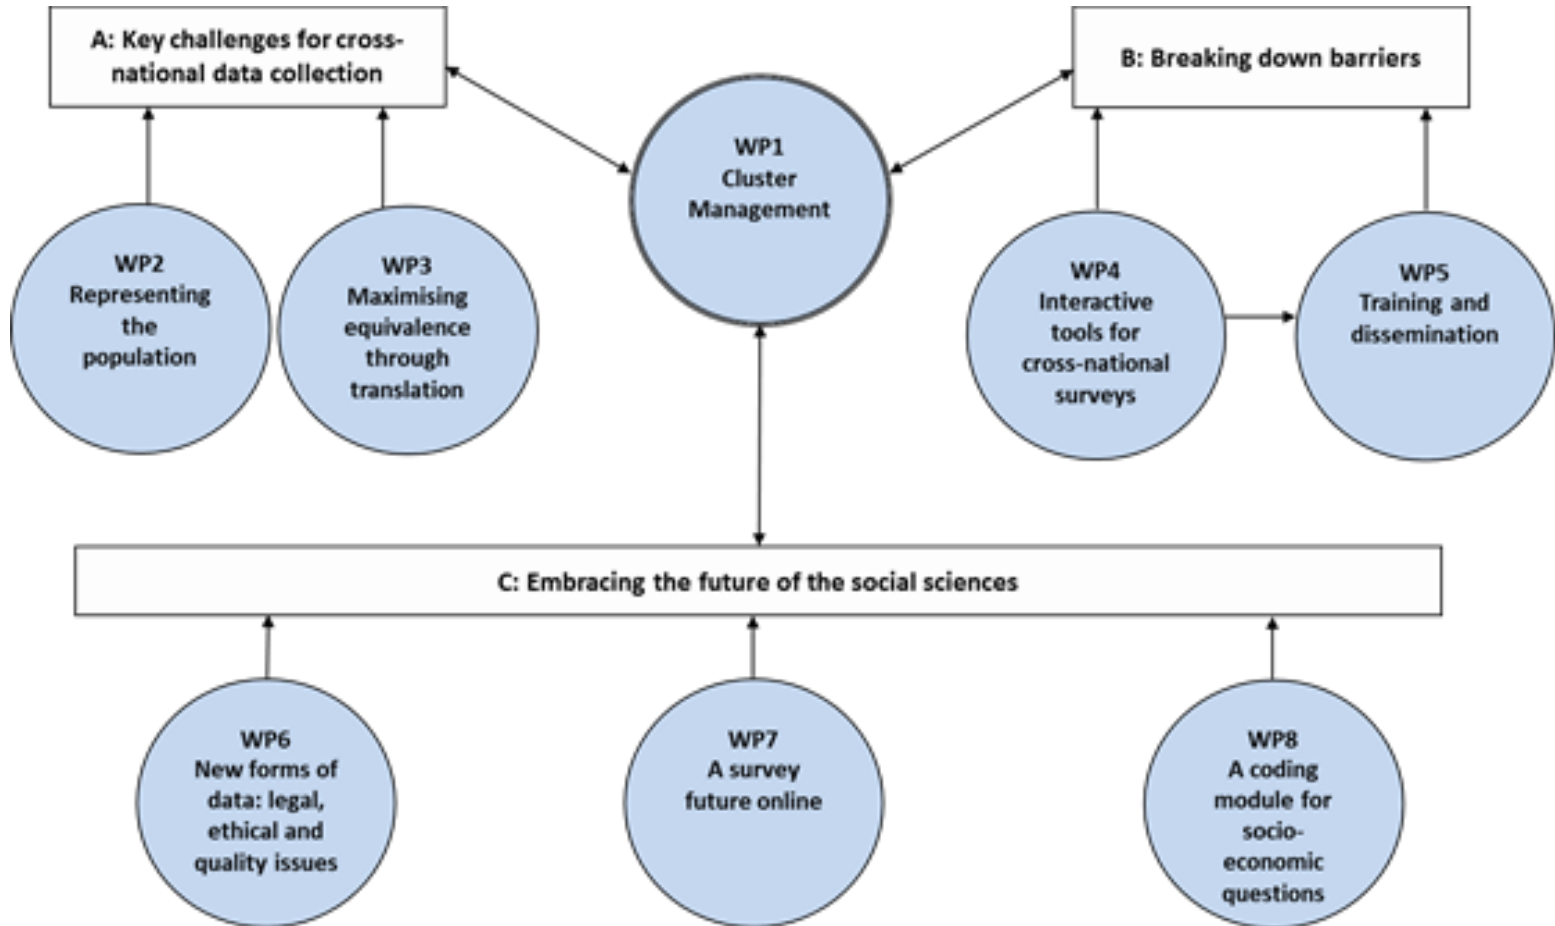 A: Key challenges for cross-
national data collection
B: Breaking down barriers
WP1
Cluster
Management
WP2
Representing
the
population
WP3
Maximising
equivalence
through
translation
WP4
Interactive
tools for
cross-national
surveys
WP5
Training and
dissemination
C: Embracing the future of the social sciences
WP6
New forms of
data: legal,
ethical and
quality issues
WP7
A survey
future online
WP8
A coding
module for
socio-
economic
questions